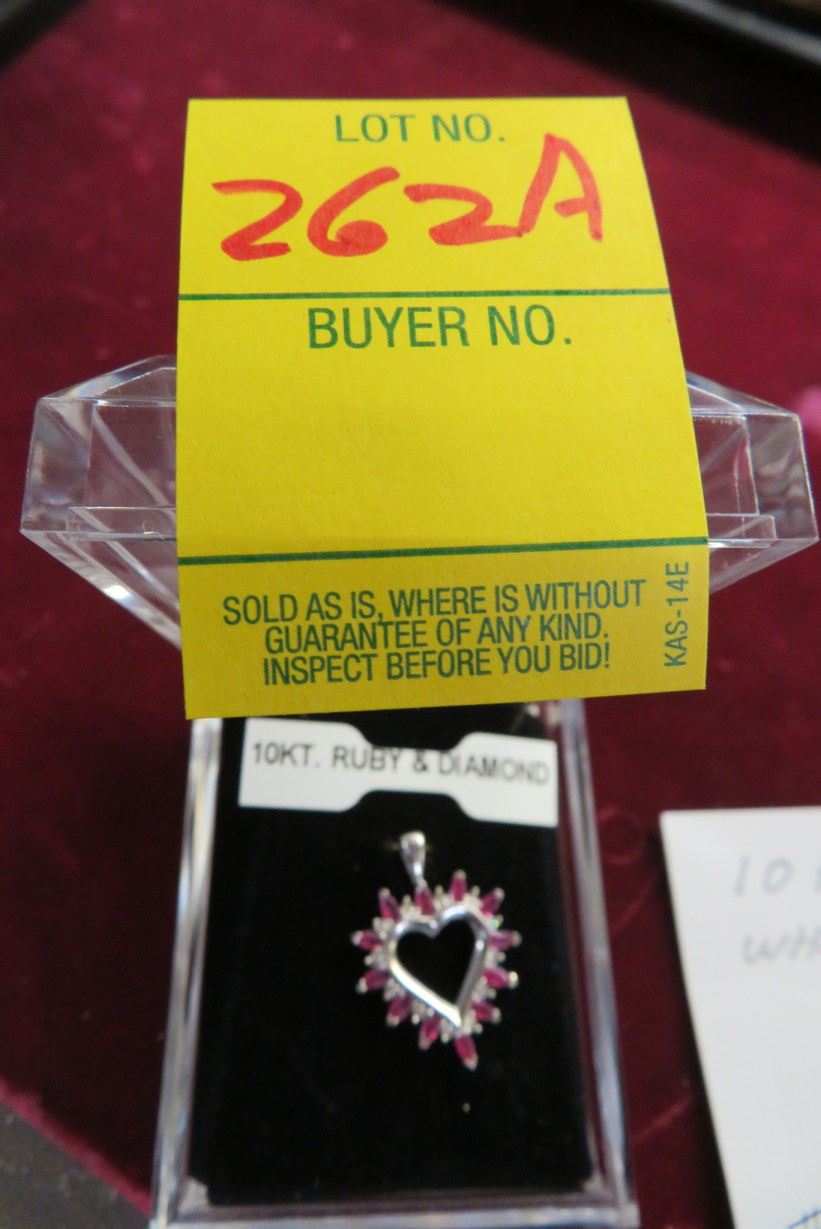 LOT NO.
262A
BUYER NO.
SOLD AS IS, WHERE IS WITHOUT
GUARANTEE OF ANY KIND.
INSPECT BEFORE YOU BID!
KAS-14E
10KT. RUBY & DIAMOND
10